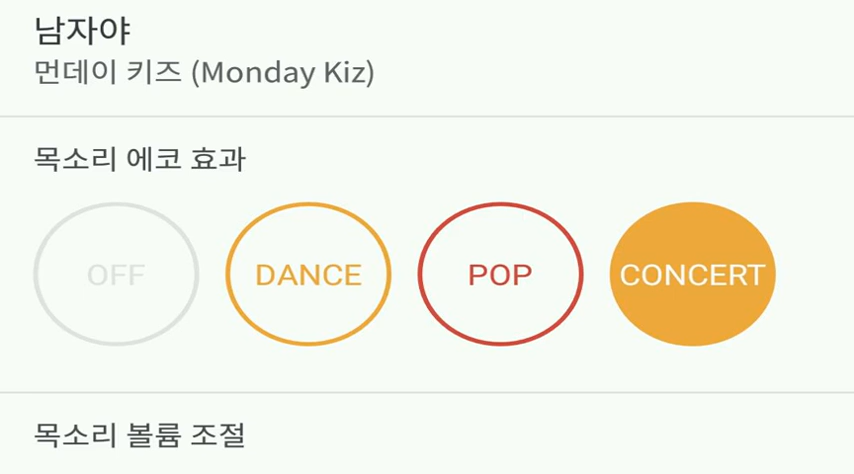 남자야
먼데이 키즈 (Monday Kiz)
목소리 에코 효과
OFF DANCE POP CONCERT
목소리 볼륨 조절